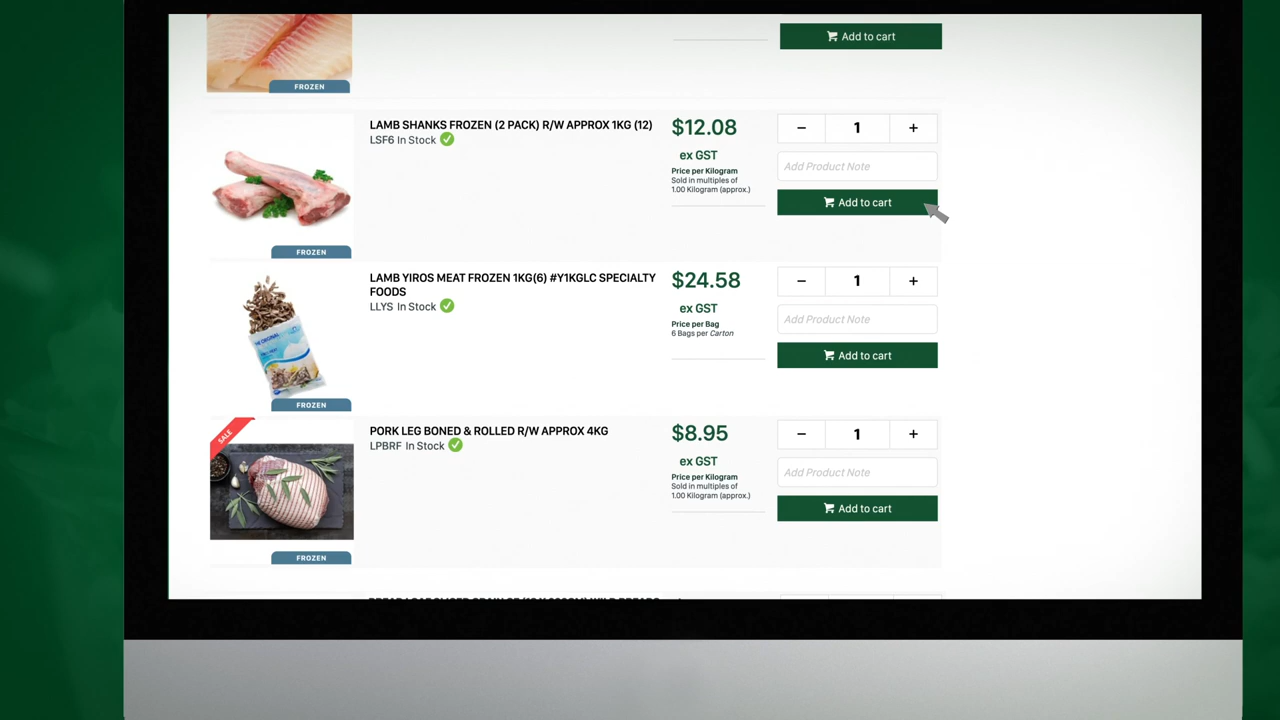 Add to cart
FROZEN
LAMB SHANKS FROZEN (2 PACK) R/W APPROX 1KG (12)
LSF6 In Stock
$12.08
ex GST
Price per Kilogram
Sold in multiples of
1.00 Kilogram (approx.)
− 1 +
Add Product Note
Add to cart
FROZEN
LAMB YIROS MEAT FROZEN 1KG(6) #Y1KGLC SPECIALTY
FOODS
LLYS In Stock
$24.58
ex GST
Price per Bag
6 Bags per Carton
− 1 +
Add Product Note
Add to cart
THE ORIGINAL
FROZEN
SALE
PORK LEG BONED & ROLLED R/W APPROX 4KG
LPBRF In Stock
$8.95
ex GST
Price per Kilogram
Sold in multiples of
1.00 Kilogram (approx.)
− 1 +
Add Product Note
Add to cart
FROZEN